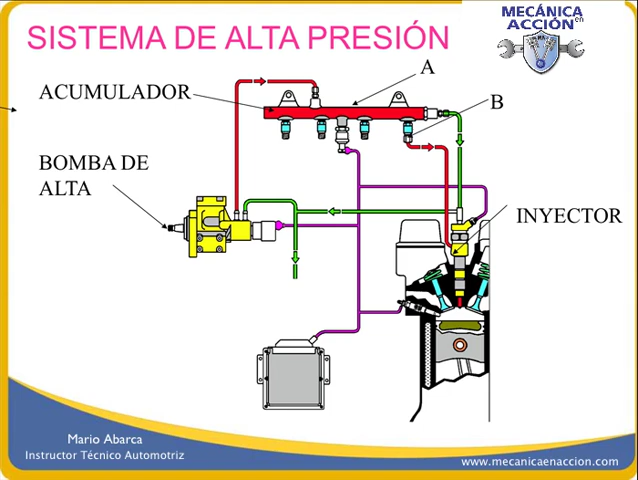 SISTEMA DE ALTA PRESIÓN
MECÁNICA
en
ACCIÓN
ACUMULADOR
A
B
BOMBA DE
ALTA
INYECTOR
Mario Abarca
Instructor Técnico Automotriz
www.mecanicaenaccion.com